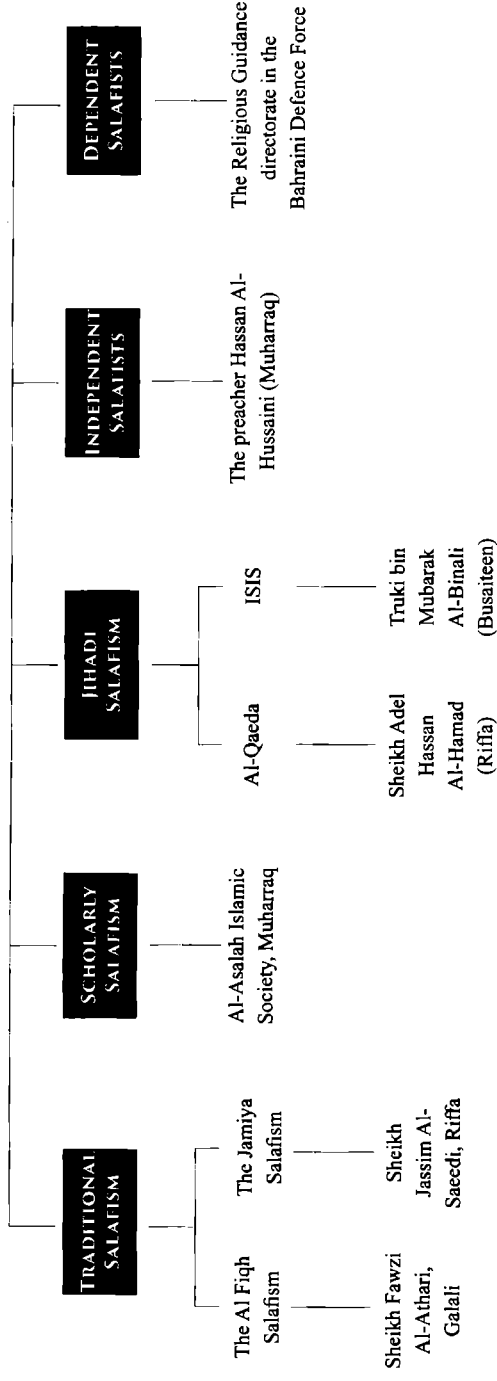 TRADITIONAL
SALAFISM
The Al Fiqh
Salafism
Sheikh Fawzi
Al-Athari,
Galali
The Jamiya
Salafism
Sheikh
Jassim Al-
Saeedi, Riffa
SCHOLARLY
SALAFISM
Al-Asalah Islamic
Society, Muharraq
JIHADI
SALAFISM
Al-Qaeda
Sheikh Adel
Hassan
Al-Hamad
(Riffa)
ISIS
Truki bin
Mubarak
Al-Binali
(Busaiteen)
INDEPENDENT
SALAFISTS
The preacher Hassan Al-
Hussaini (Muharraq)
DEPENDENT
SALAFISTS
The Religious Guidance
directorate in the
Bahraini Defence Force